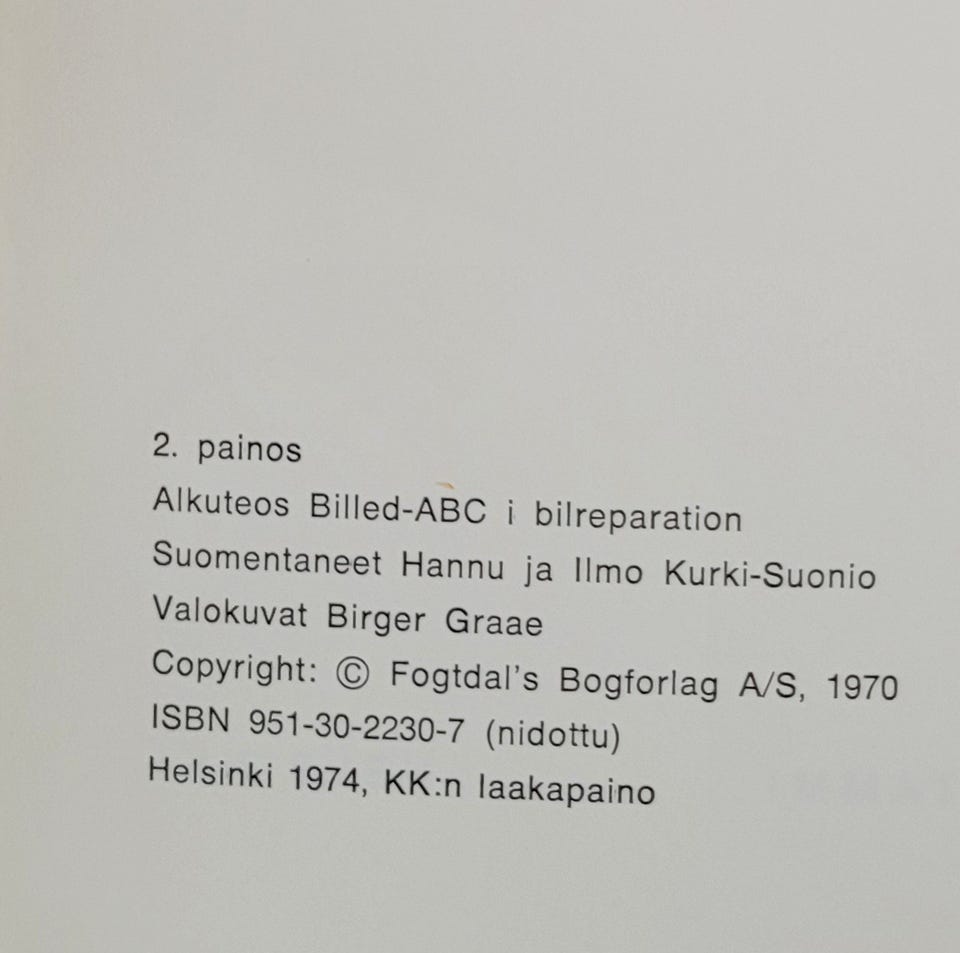 2. painos
Alkuteos Billed-ABC i bilreparation
Suomentaneet Hannu ja Ilmo Kurki-Suonio
Valokuvat Birger Graae
Copyright: © Fogtdal's Bogforlag A/S, 1970
ISBN 951-30-2230-7 (nidottu)
Helsinki 1974, KK:n laakapaino